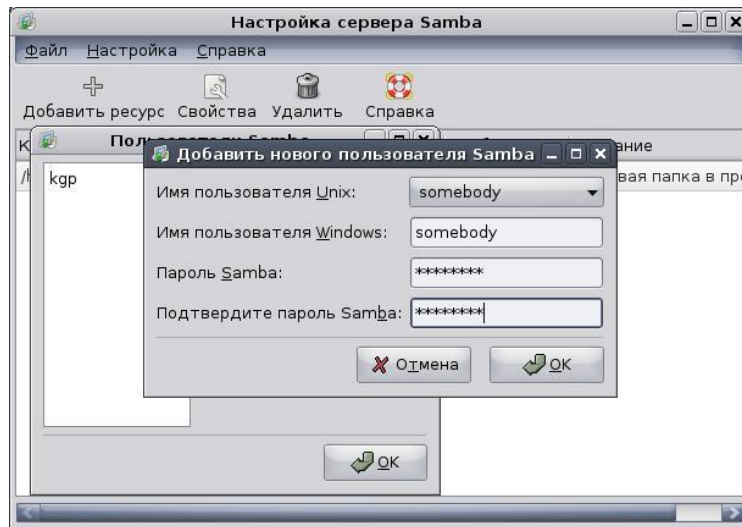 Настройка сервера Samba
Файл Настройка Справка
Добавить ресурс Свойства Удалить Справка
Добавить нового пользователя Samba
kgp
Имя пользователя Unix: somebody
Имя пользователя Windows: somebody
Пароль Samba: ********
Подтвердите пароль Samba: ********
Отмена OK
OK